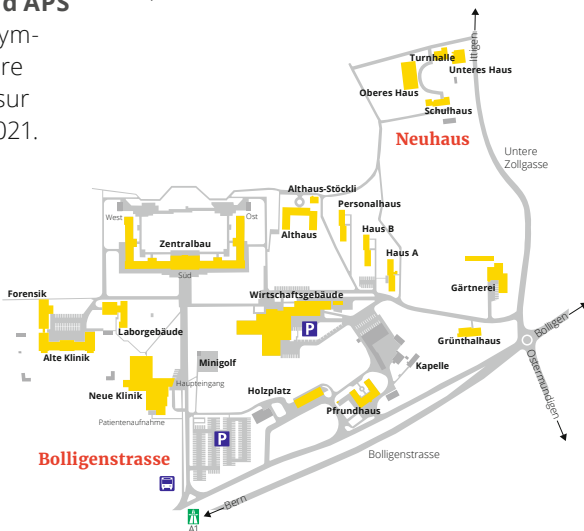 d APS
ym-
re
sur
021.
Ittigen
Turnhalle
Unteres Haus
Oberes Haus
Schulhaus
Neuhaus
Untere
Zollgasse
Althaus-Stöckli
Personalhaus
West
Ost
Zentralbau
Althaus
Haus B
Haus A
Süd
Gärtnerei
Forensik
Wirtschaftsgebäude
P
Laborgebäude
Grünthalhaus
Bolligen
Ostermundigen
Alte Klinik
Minigolf
Kapelle
Haupteingang
Neue Klinik
Holzplatz
Pfrundhaus
Patientenaufnahme
P
Bolligenstrasse
Bolligenstrasse
Bern
A1